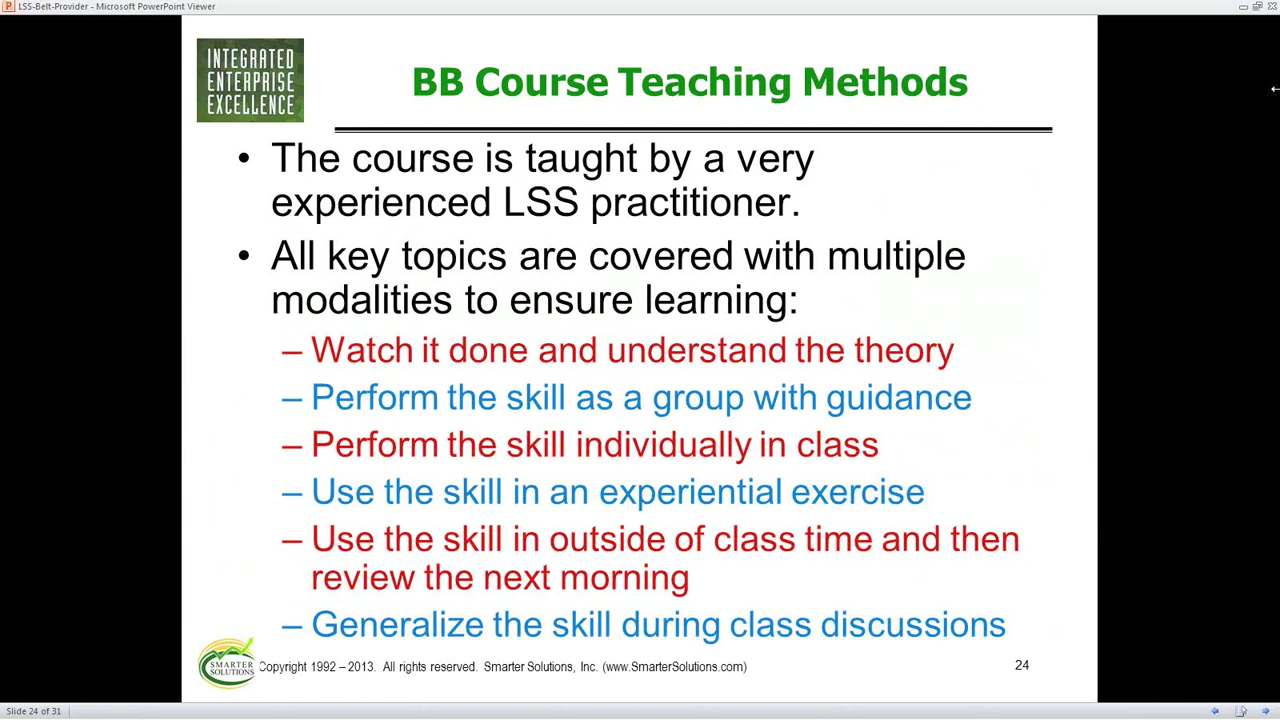 LSS-Belt-Provider - Microsoft PowerPoint Viewer
INTEGRATED
ENTERPRISE
EXCELLENCE
BB Course Teaching Methods
• The course is taught by a very
experienced LSS practitioner.
• All key topics are covered with multiple
modalities to ensure learning:
– Watch it done and understand the theory
– Perform the skill as a group with guidance
– Perform the skill individually in class
– Use the skill in an experiential exercise
– Use the skill in outside of class time and then
review the next morning
– Generalize the skill during class discussions
SMARTER
SOLUTIONS
Copyright 1992 – 2013. All rights reserved. Smarter Solutions, Inc. (www.SmarterSolutions.com)
24
Slide 24 of 31